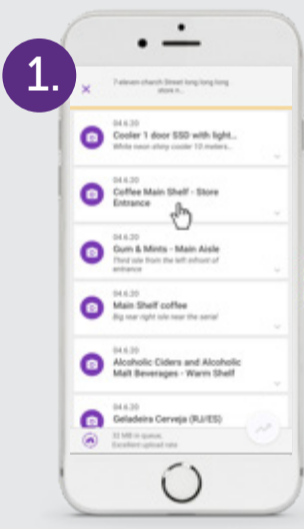 1.
7-eleven church Street long long long
store n...
04.6.20
Cooler 1 door SSD with light...
White neon shiny cooler 10 meters...
04.6.20
Coffee Main Shelf - Store
Entrance
04.6.20
Gum & Mints - Main Aisle
Third isle from the left infront of
entrance
04.6.20
Main Shelf coffee
Big rear right isle near the serial
04.6.20
Alcoholic Ciders and Alcoholic
Malt Beverages - Warm Shelf
04.6.20
Geladeira Cerveja (RJ/ES)
32 MB in queue,
Excellent upload rate